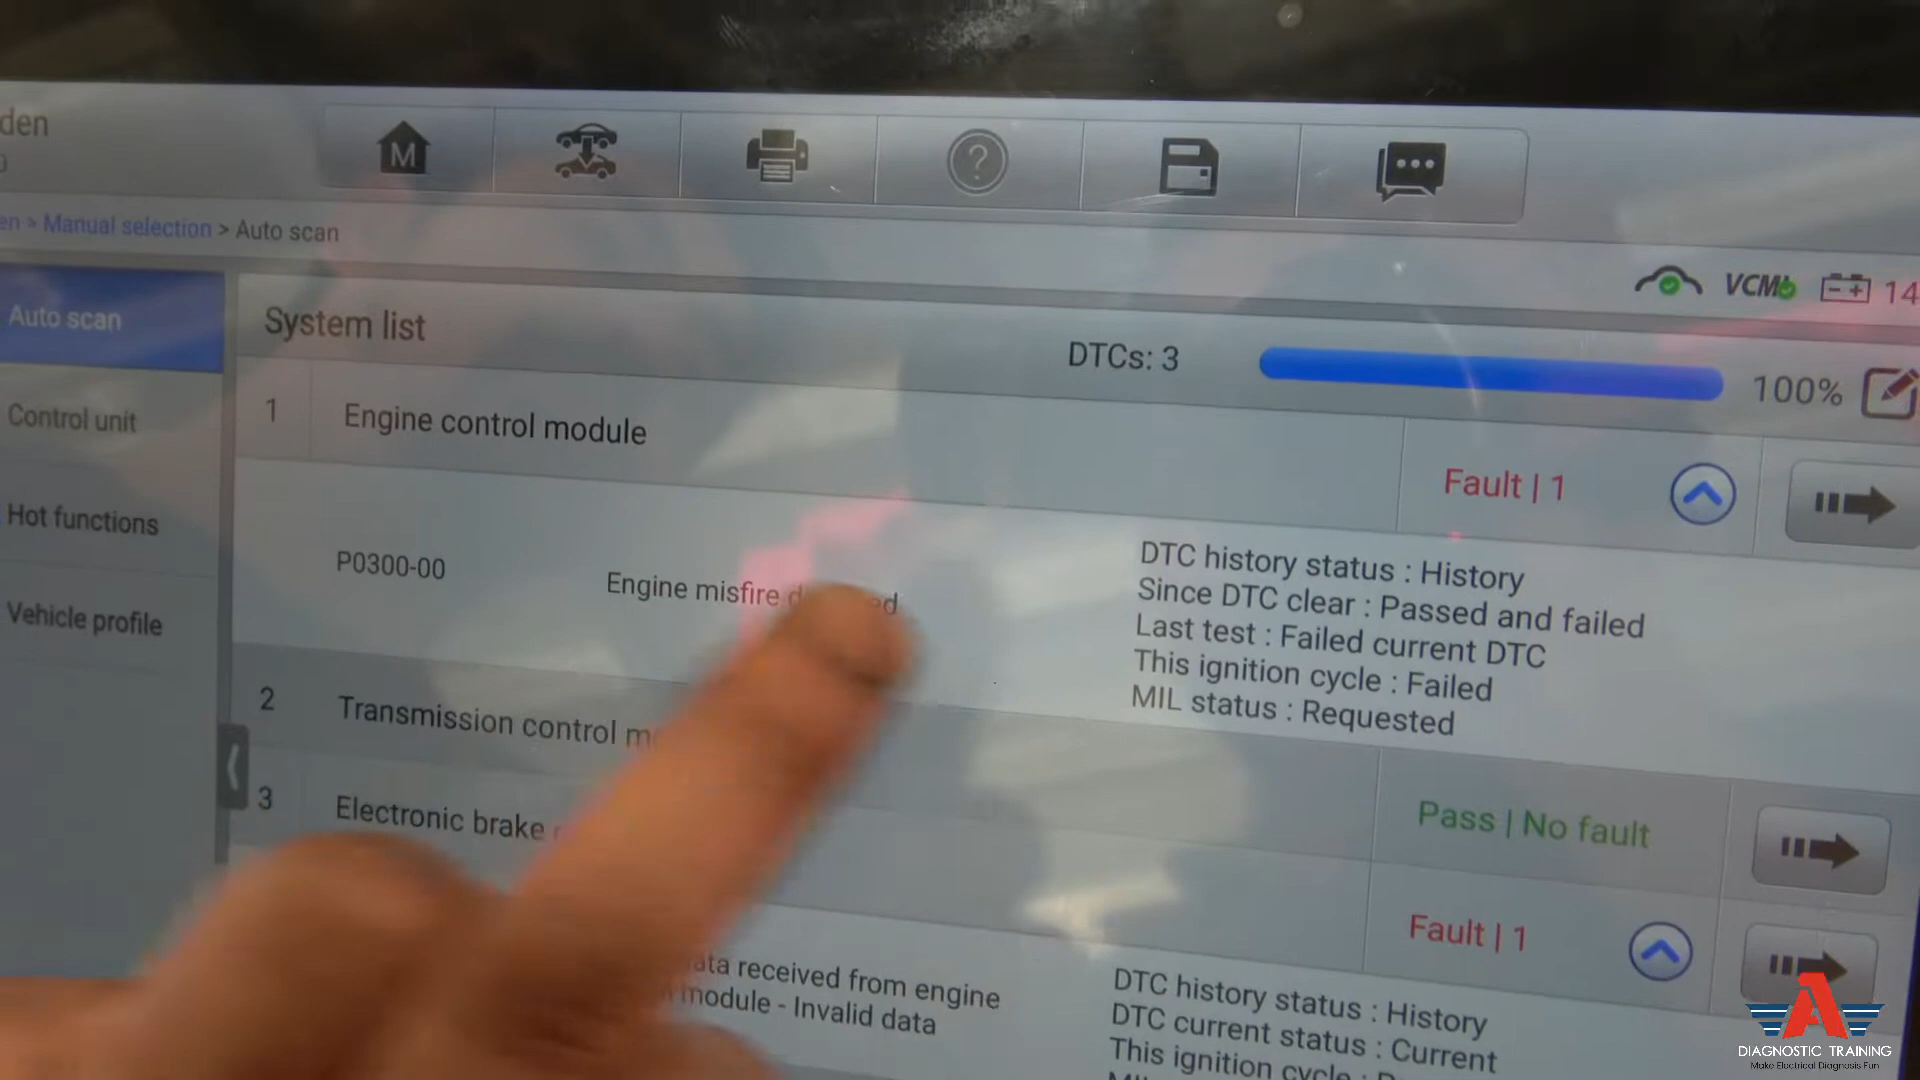 den
M
?
en > Manual selection > Auto scan
VCM
14
Auto scan
System list
DTCs: 3
100%
1
Engine control module
Fault | 1
Control unit
Hot functions
Vehicle profile
P0300-00
Engine misfire
DTC history status : History
Since DTC clear : Passed and failed
Last test : Failed current DTC
This ignition cycle : Failed
MIL status : Requested
2
Transmission control
Pass | No fault
3
Electronic brake
Fault | 1
received from engine
module - Invalid data
DTC history status : History
DTC current status : Current
This ignition cycle :
A
DIAGNOSTIC TRAINING
Make Electrical Diagnosis Fun